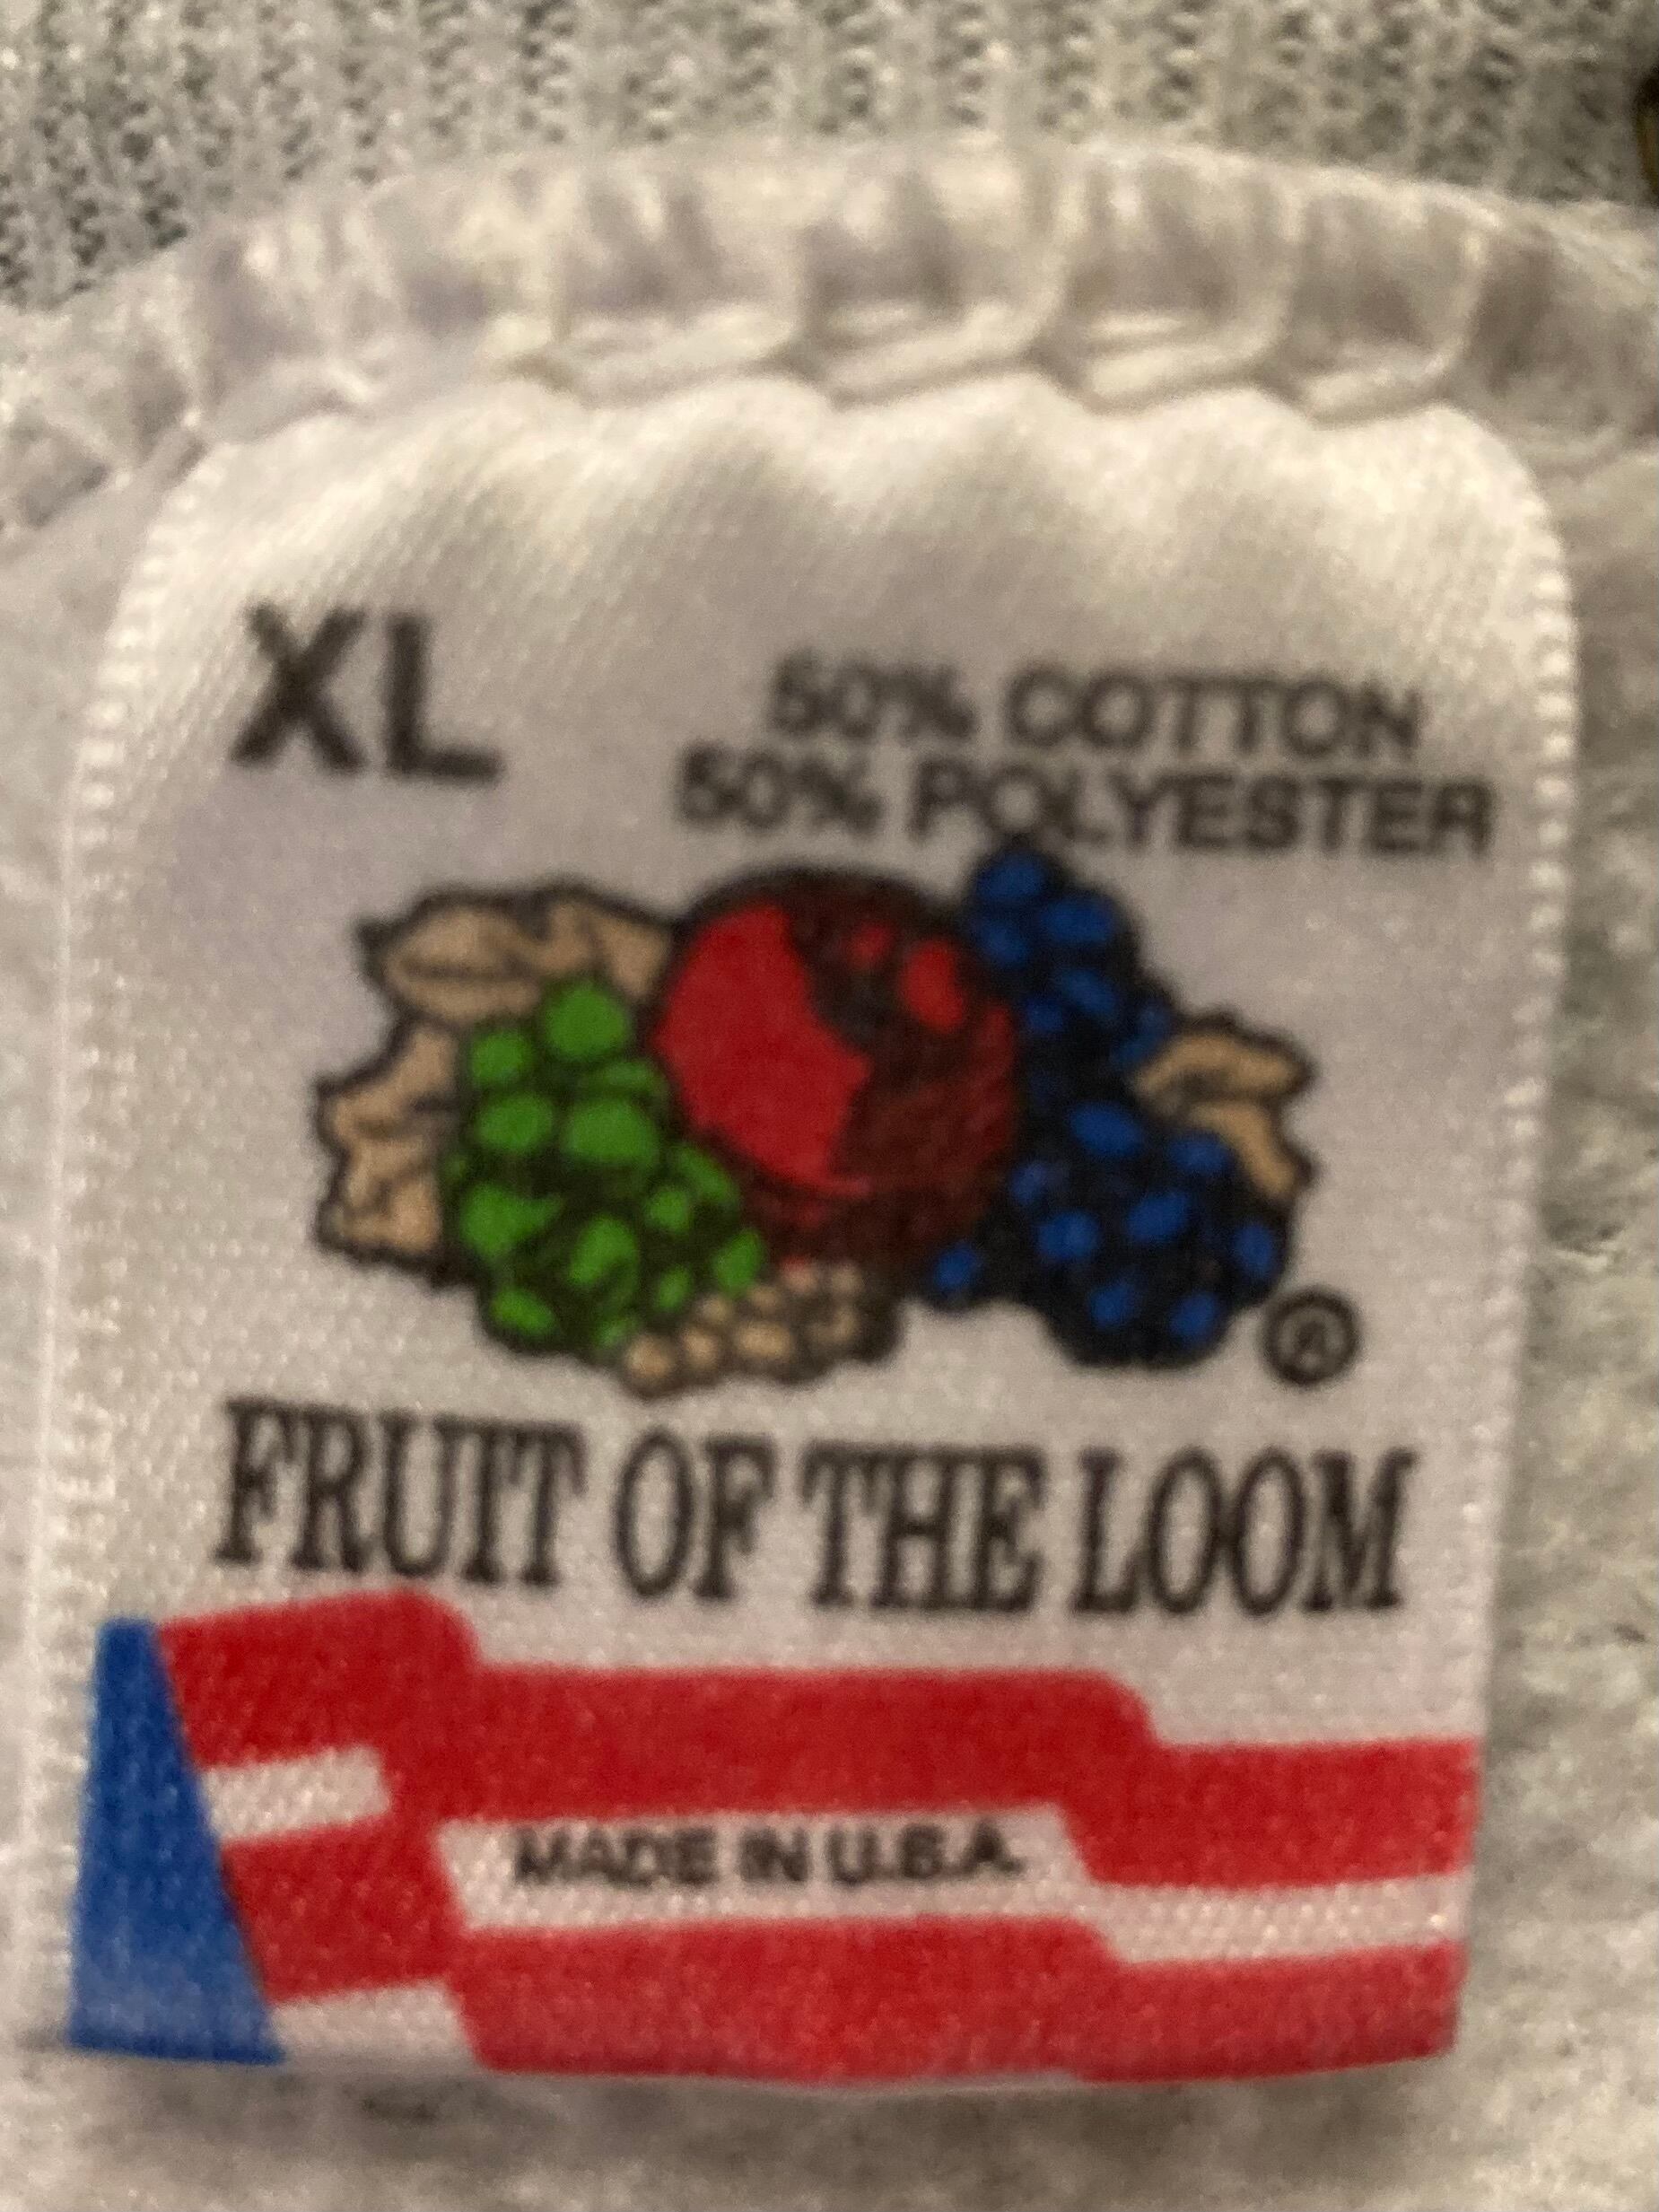 XL
50% COTTON
50% POLYESTER
®
FRUIT OF THE LOOM
MADE IN U.S.A.